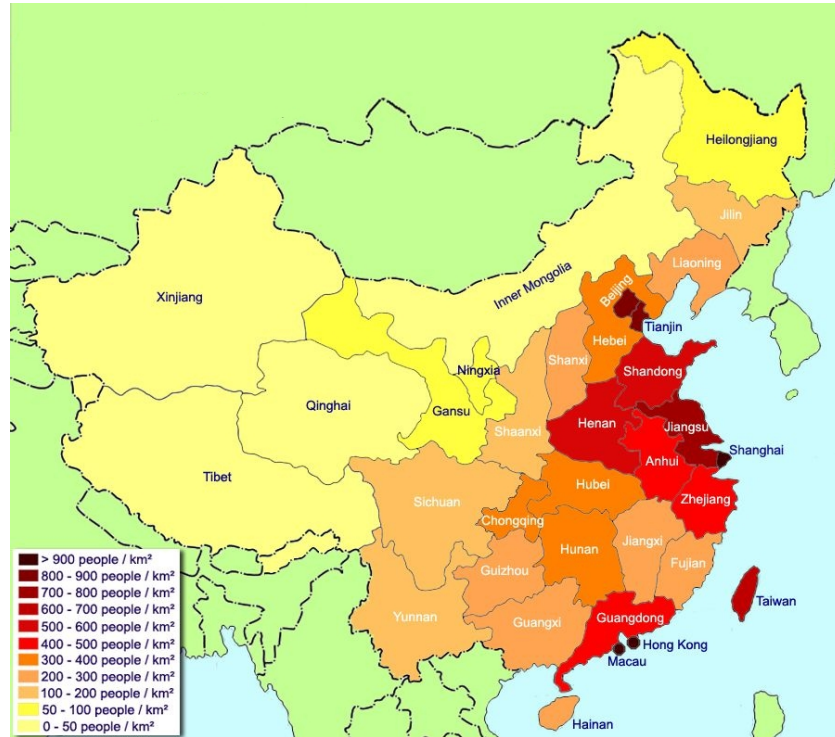 Heilongjiang
Jilin
Liaoning
Inner Mongolia
Xinjiang
Beijing
Tianjin
Hebei
Shanxi
Ningxia
Shandong
Qinghai
Gansu
Shaanxi
Henan
Jiangsu
Shanghai
Anhui
Tibet
Sichuan
Hubei
Zhejiang
Chongqing
Hunan
Jiangxi
Guizhou
Fujian
Yunnan
Guangxi
Guangdong
Taiwan
Hong Kong
Macau
Hainan
> 900 people / km²
800 - 900 people / km²
700 - 800 people / km²
600 - 700 people / km²
500 - 600 people / km²
400 - 500 people / km²
300 - 400 people / km²
200 - 300 people / km²
100 - 200 people / km²
50 - 100 people / km²
0 - 50 people / km²